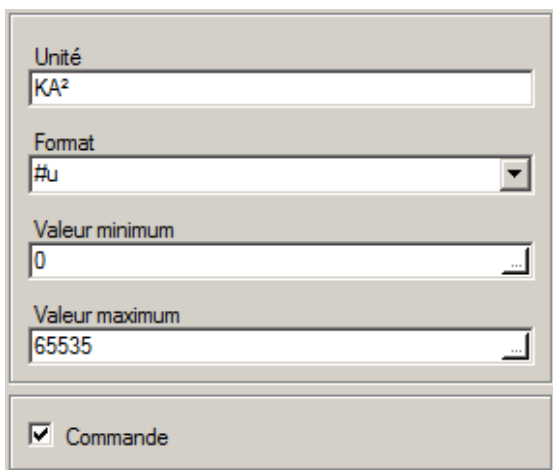 Unité
KA²
Format
#u
Valeur minimum
0
...
Valeur maximum
65535
...
Commande